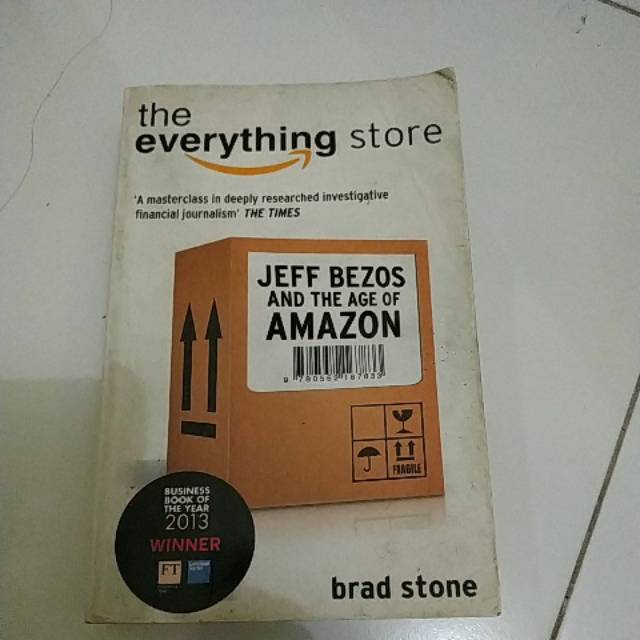 the
everything store
'A masterclass in deeply researched investigative
financial journalism' THE TIMES
JEFF BEZOS
AND THE AGE OF
AMAZON
FRAGILE
BUSINESS
BOOK OF
THE YEAR
2013
WINNER
FT
brad stone